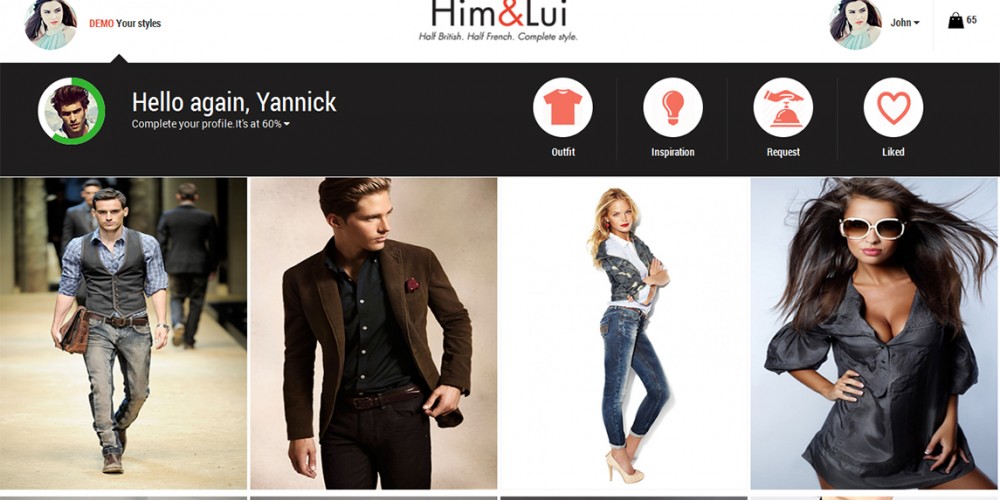 DEMO Your styles
Him&Lui
Half British. Half French. Complete style.
John
65
Hello again, Yannick
Complete your profile.It's at 60%
Outfit
Inspiration
Request
Liked